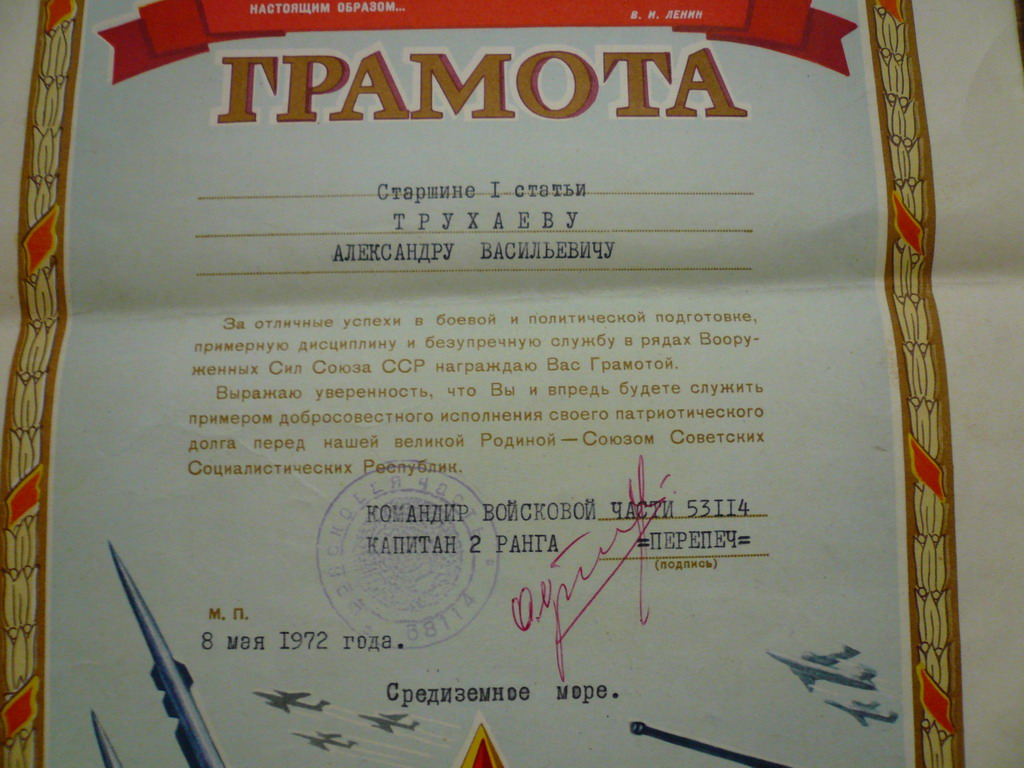 НАСТОЯЩИМ ОБРАЗОМ...
В. И. ЛЕНИН
ГРАМОТА
Старшине I статьи
ТРУХАЕВУ
АЛЕКСАНДРУ ВАСИЛЬЕВИЧУ
За отличные успехи в боевой и политической подготовке,
примерную дисциплину и безупречную службу в рядах Воору-
женных Сил Союза ССР награждаю Вас Грамотой.
Выражаю уверенность, что Вы и впредь будете служить
примером добросовестного исполнения своего патриотического
долга перед нашей великой Родиной — Союзом Советских
Социалистических Республик.
КОМАНДИР ВОЙСКОВОЙ ЧАСТИ 53II4
КАПИТАН 2 РАНГА =ПЕРЕПЕЧ=
(подпись)
М. П.
8 мая I972 года.
Средиземное море.